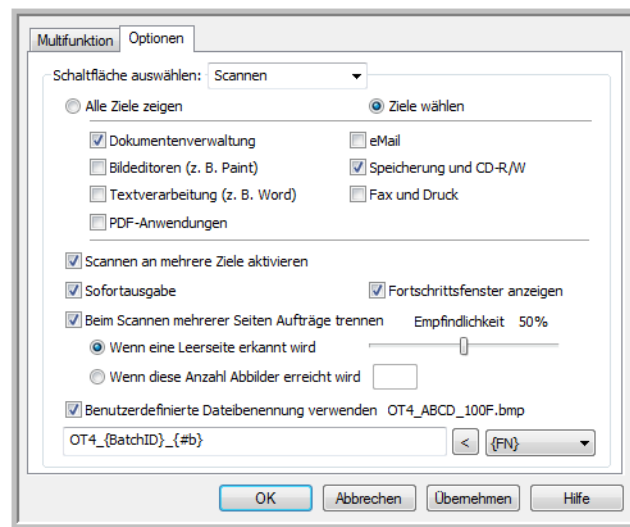 Multifunktion Optionen
Schaltfläche auswählen: Scannen
Alle Ziele zeigen Ziele wählen
Dokumentenverwaltung eMail
Bildeditoren (z. B. Paint) Speicherung und CD-R/W
Textverarbeitung (z. B. Word) Fax und Druck
PDF-Anwendungen
Scannen an mehrere Ziele aktivieren
Sofortausgabe Fortschrittsfenster anzeigen
Beim Scannen mehrerer Seiten Aufträge trennen Empfindlichkeit 50%
Wenn eine Leerseite erkannt wird
Wenn diese Anzahl Abbilder erreicht wird
Benutzerdefinierte Dateibenennung verwenden OT4_ABCD_100F.bmp
OT4_{BatchID}_{#b} < {FN}
OK Abbrechen Übernehmen Hilfe